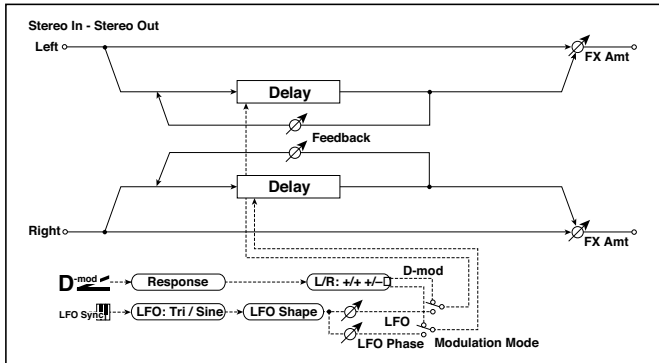 Stereo In - Stereo Out
Left
FX Amt
Delay
Feedback
Delay
Right
FX Amt
D-mod
D-mod
Response
L/R: +/+ +/–
LFO Sync
LFO: Tri / Sine
LFO Shape
LFO
LFO Phase
Modulation Mode